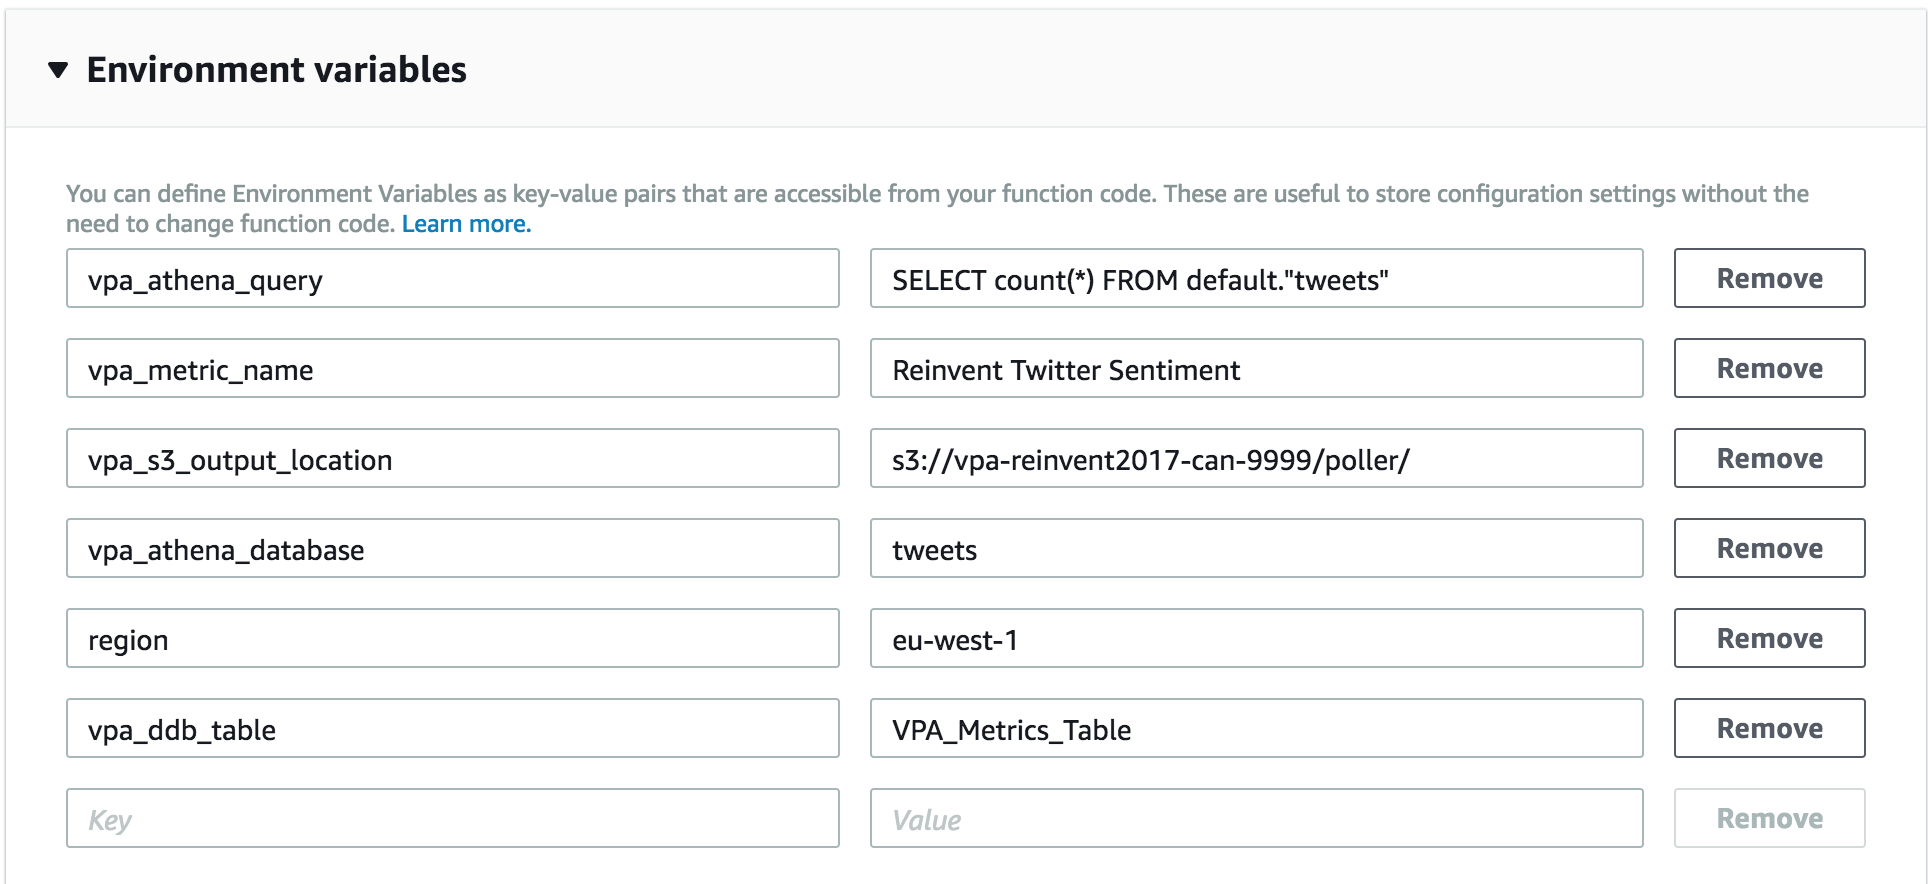 Environment variables
You can define Environment Variables as key-value pairs that are accessible from your function code. These are useful to store configuration settings without the
need to change function code. Learn more.
vpa_athena_query SELECT count(*) FROM default."tweets" Remove
vpa_metric_name Reinvent Twitter Sentiment Remove
vpa_s3_output_location s3://vpa-reinvent2017-can-9999/poller/ Remove
vpa_athena_database tweets Remove
region eu-west-1 Remove
vpa_ddb_table VPA_Metrics_Table Remove
Key Value Remove